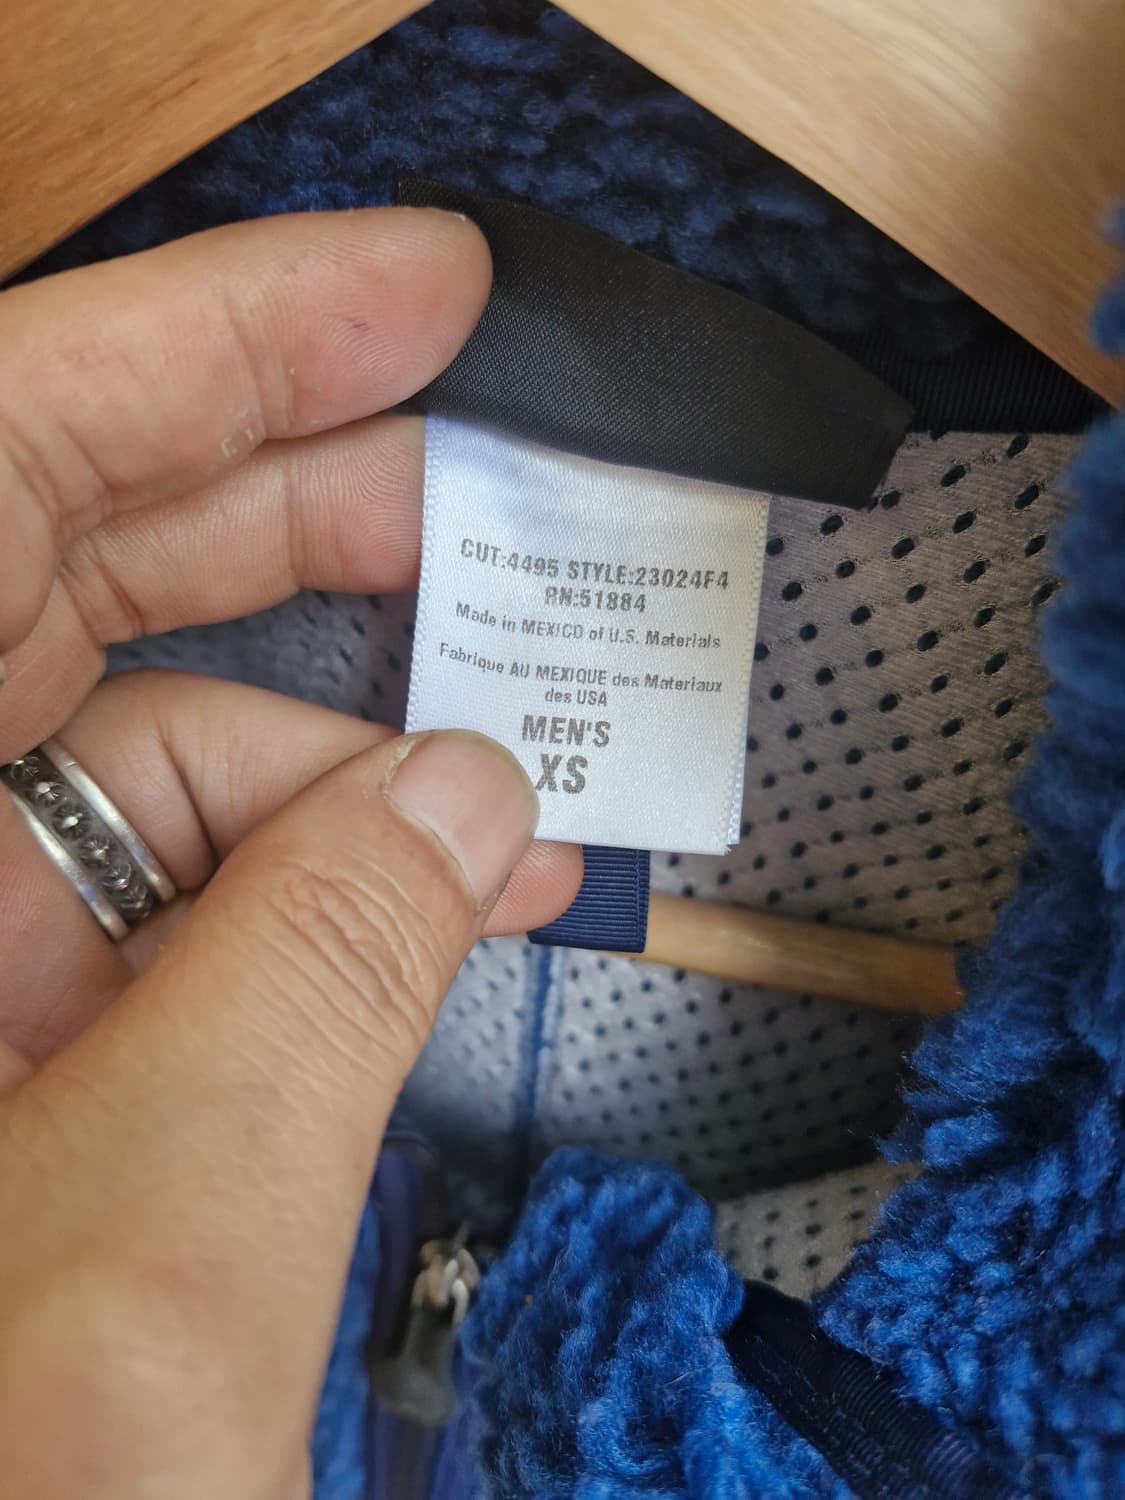 CUT:4495 STYLE:23024F4
RN:51884
Made in MEXICO of U.S. Materials
Fabrique AU MEXIQUE des Materiaux
des USA
MEN'S
XS